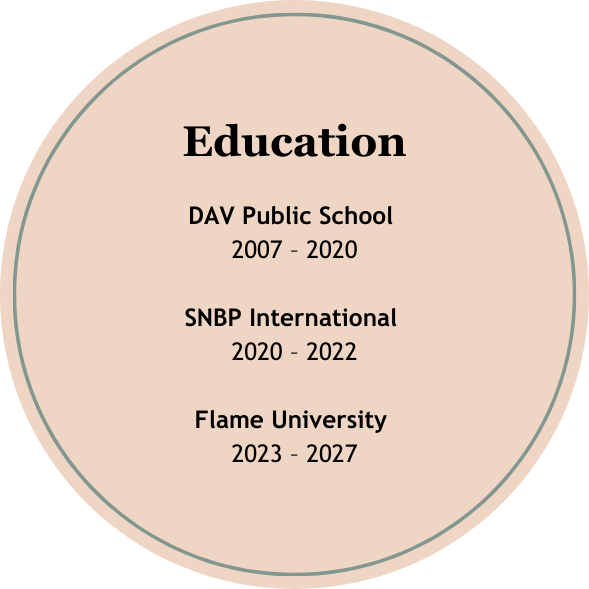 Education
DAV Public School
2007 – 2020
SNBP International
2020 – 2022
Flame University
2023 – 2027